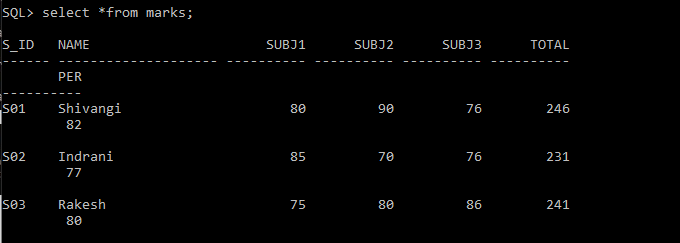 SQL> select *from marks;
S_ID NAME SUBJ1 SUBJ2 SUBJ3 TOTAL
------ -------------------- ---------- ---------- ---------- ----------
PER
----------
S01 Shivangi 80 90 76 246
82
S02 Indrani 85 70 76 231
77
S03 Rakesh 75 80 86 241
80